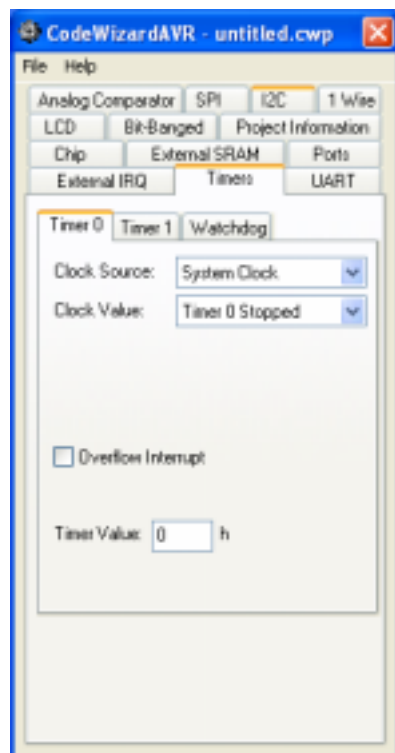 CodeWizardAVR - untitled.cwp
File Help
Analog Comparator SPI I2C 1 Wire
LCD Bit-Banged Project Information
Chip External SRAM Ports
External IRQ Timers UART
Timer 0 Timer 1 Watchdog
Clock Source: System Clock
Clock Value: Timer 0 Stopped
Overflow Interrupt
Timer Value: 0 h